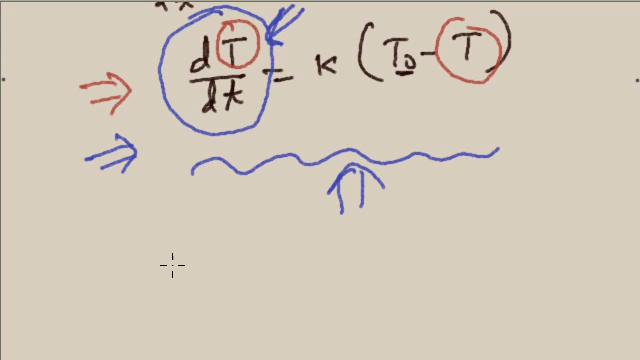 dT/dt = k (T₀ - T)